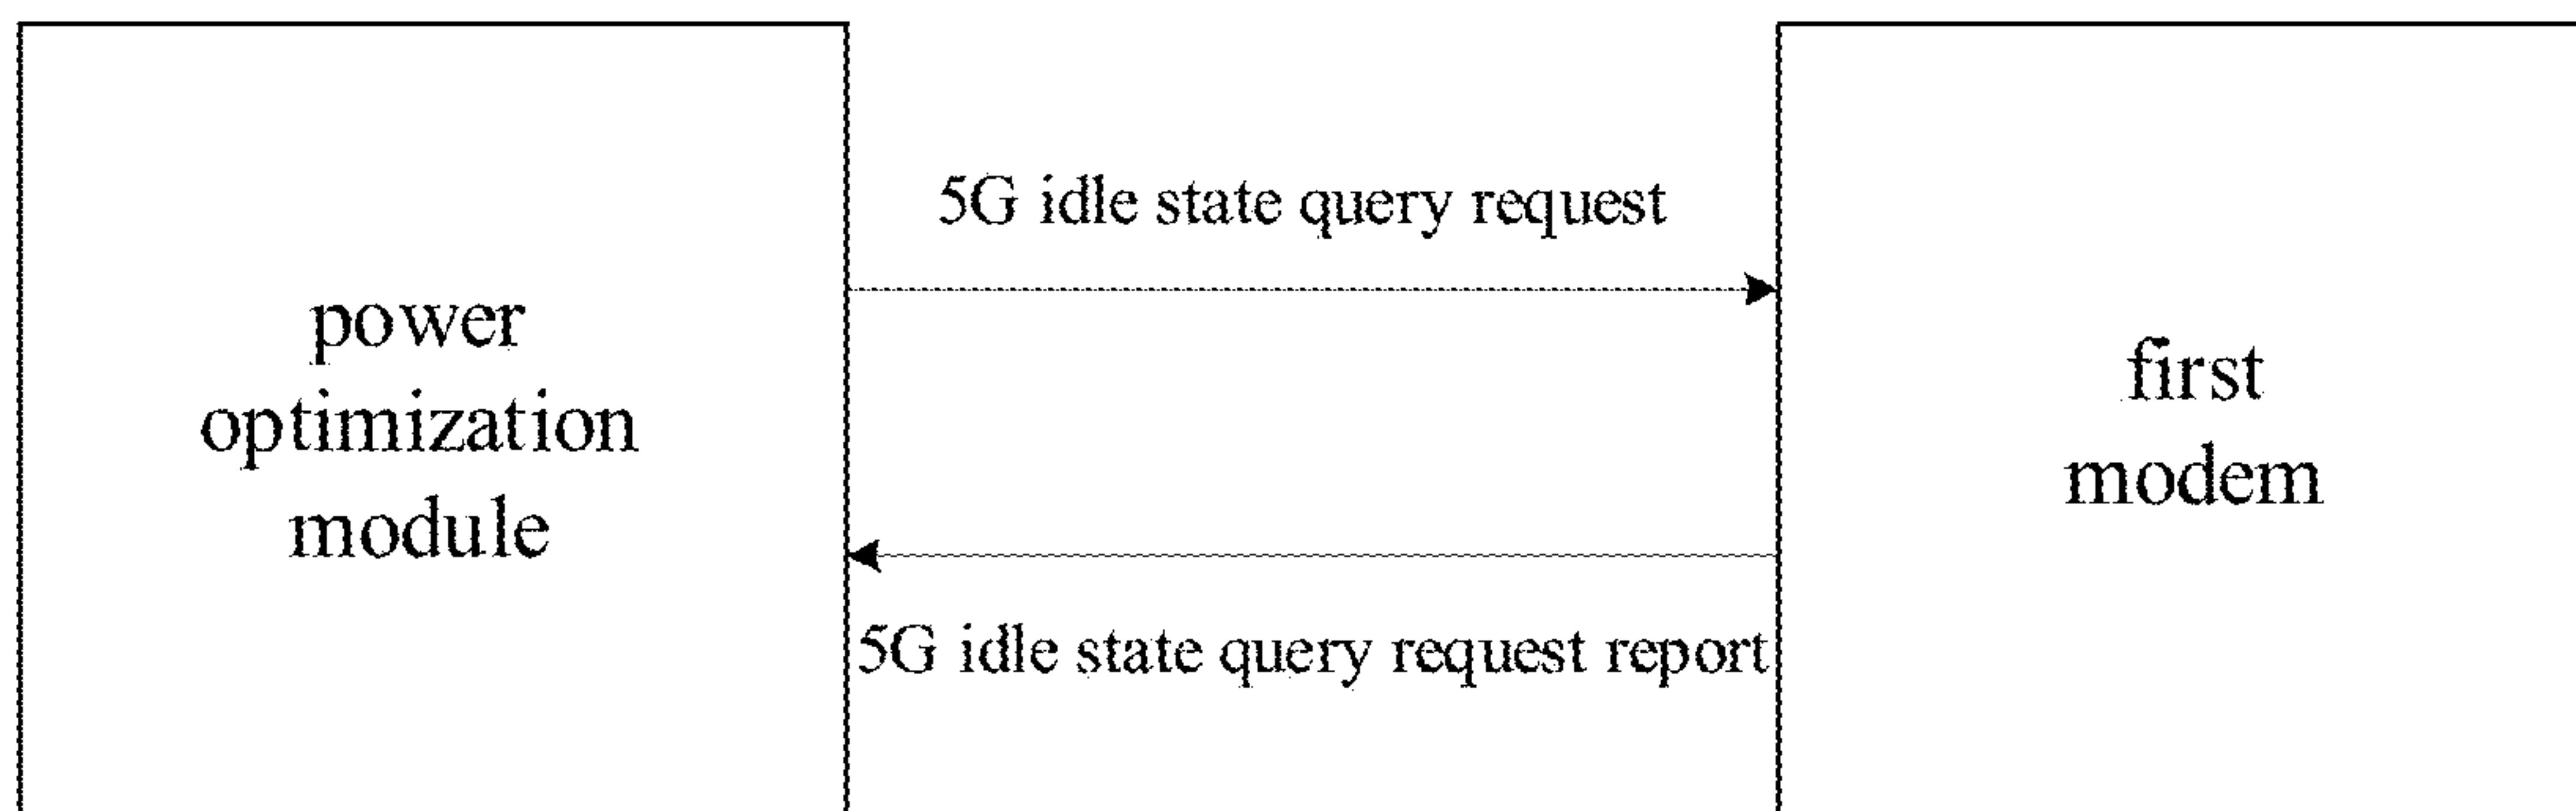 power
optimization
module
5G idle state query request
5G idle state query request report
first
modem